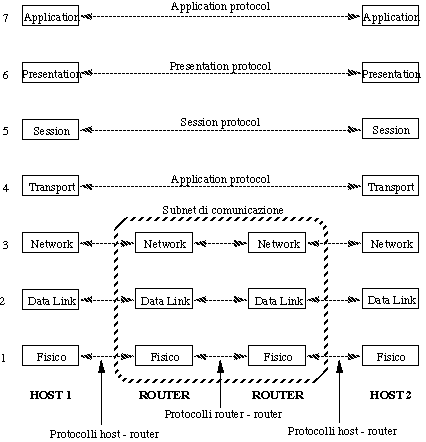 Application protocol
7 Application Application
Presentation protocol
6 Presentation Presentation
Session protocol
5 Session Session
Application protocol
4 Transport Transport
Subnet di comunicazione
3 Network Network Network Network
2 Data Link Data Link Data Link Data Link
1 Fisico Fisico Fisico Fisico
HOST 1 ROUTER ROUTER HOST 2
Protocolli router - router
Protocolli host - router Protocolli host - router